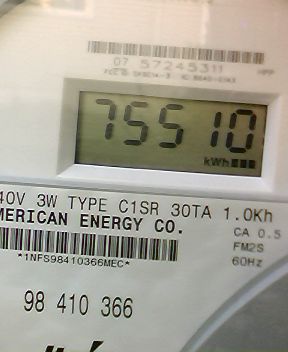 07 57245311
HPP
75510
kWh
40V 3W TYPE C1SR 30TA 1.0Kh
MERICAN ENERGY CO.
CA 0.5
FM2S
*1NFS98410366MEC*
60Hz
98 410 366